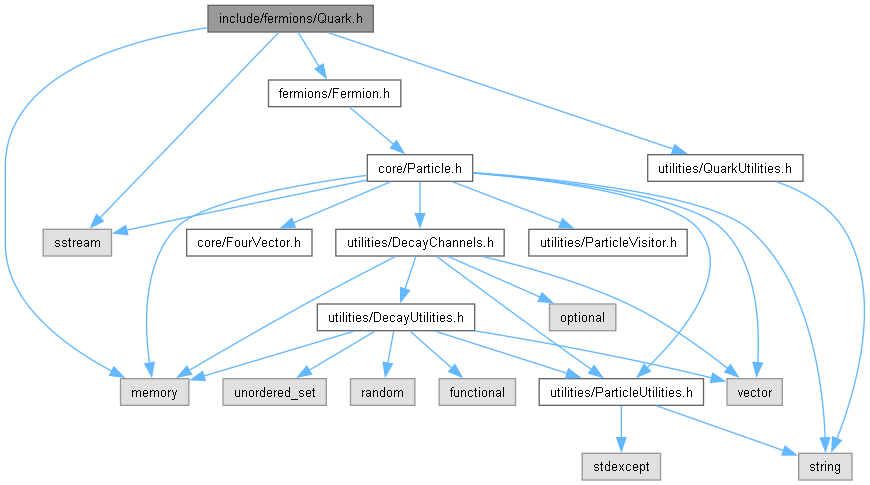 include/fermions/Quark.h
fermions/Fermion.h
core/Particle.h
utilities/QuarkUtilities.h
sstream
core/FourVector.h
utilities/DecayChannels.h
utilities/ParticleVisitor.h
utilities/DecayUtilities.h
optional
memory
unordered_set
random
functional
utilities/ParticleUtilities.h
vector
stdexcept
string